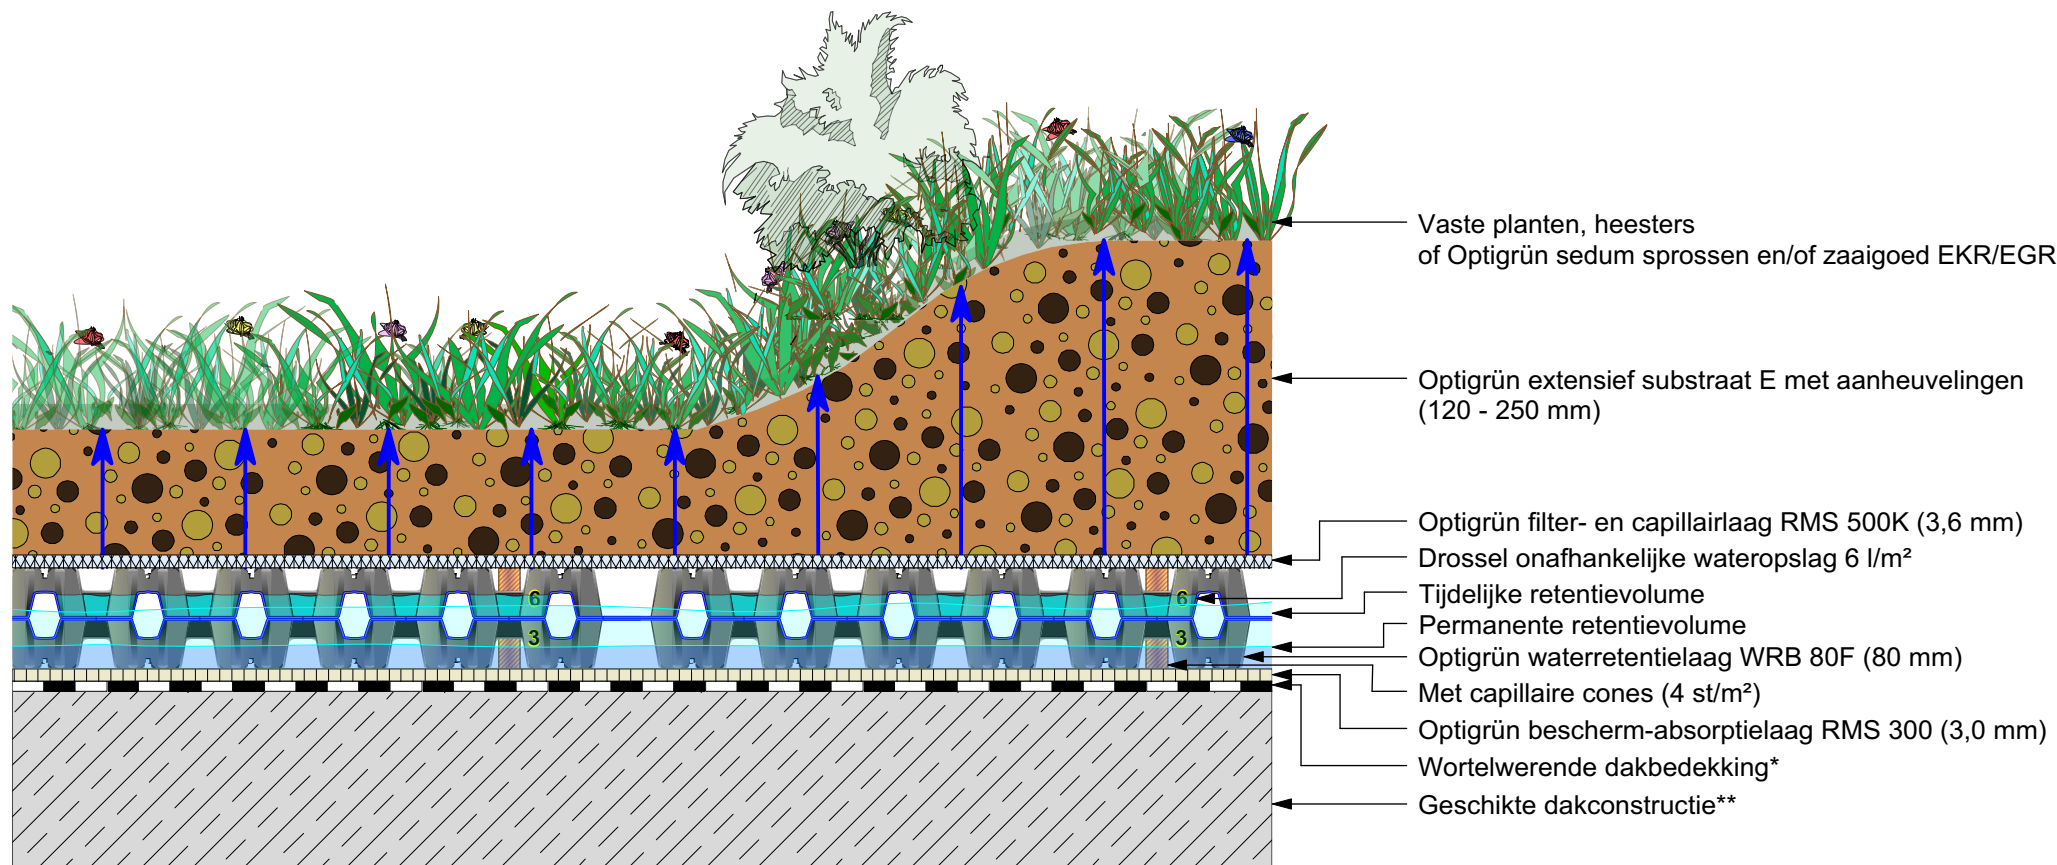 Vaste planten, heesters
of Optigrün sedum sprossen en/of zaaigoed EKR/EGR
Optigrün extensief substraat E met aanheuvelingen
(120 - 250 mm)
Optigrün filter- en capillairlaag RMS 500K (3,6 mm)
Drossel onafhankelijke wateropslag 6 l/m²
6
6
Tijdelijke retentievolume
Permanente retentievolume
3
3
Optigrün waterretentielaag WRB 80F (80 mm)
Met capillaire cones (4 st/m²)
Optigrün bescherm-absorptielaag RMS 300 (3,0 mm)
Wortelwerende dakbedekking*
Geschikte dakconstructie**